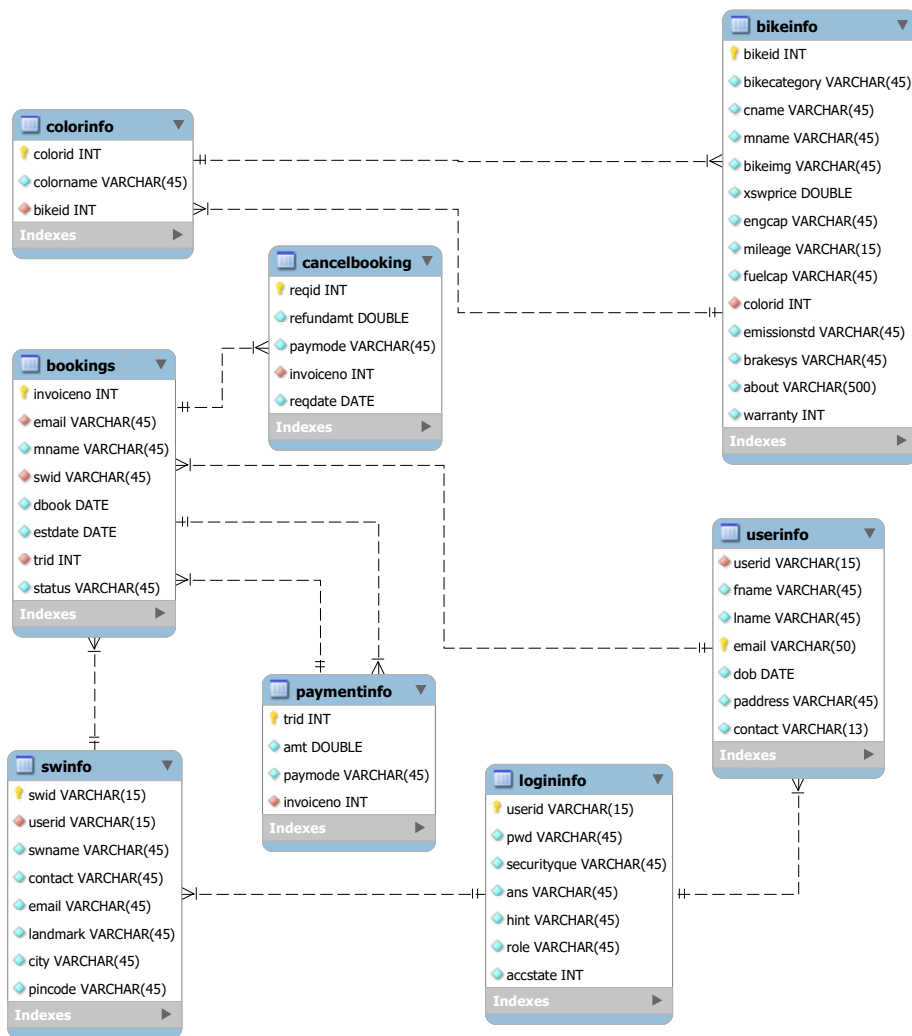 bikeinfo
bikeid INT
bikecategory VARCHAR(45)
cname VARCHAR(45)
mname VARCHAR(45)
bikeimg VARCHAR(45)
xswprice DOUBLE
engcap VARCHAR(45)
mileage VARCHAR(15)
fuelcap VARCHAR(45)
colorid INT
emissionstd VARCHAR(45)
brakesys VARCHAR(45)
about VARCHAR(500)
warranty INT
Indexes
colorinfo
colorid INT
colorname VARCHAR(45)
bikeid INT
Indexes
cancelbooking
reqid INT
refundamt DOUBLE
paymode VARCHAR(45)
invoiceno INT
reqdate DATE
Indexes
bookings
invoiceno INT
email VARCHAR(45)
mname VARCHAR(45)
swid VARCHAR(45)
dbook DATE
estdate DATE
trid INT
status VARCHAR(45)
Indexes
userinfo
userid VARCHAR(15)
fname VARCHAR(45)
lname VARCHAR(45)
email VARCHAR(50)
dob DATE
paddress VARCHAR(45)
contact VARCHAR(13)
Indexes
paymentinfo
trid INT
amt DOUBLE
paymode VARCHAR(45)
invoiceno INT
Indexes
swinfo
swid VARCHAR(15)
userid VARCHAR(15)
swname VARCHAR(45)
contact VARCHAR(45)
email VARCHAR(45)
landmark VARCHAR(45)
city VARCHAR(45)
pincode VARCHAR(45)
Indexes
logininfo
userid VARCHAR(15)
pwd VARCHAR(45)
securityque VARCHAR(45)
ans VARCHAR(45)
hint VARCHAR(45)
role VARCHAR(45)
accstate INT
Indexes